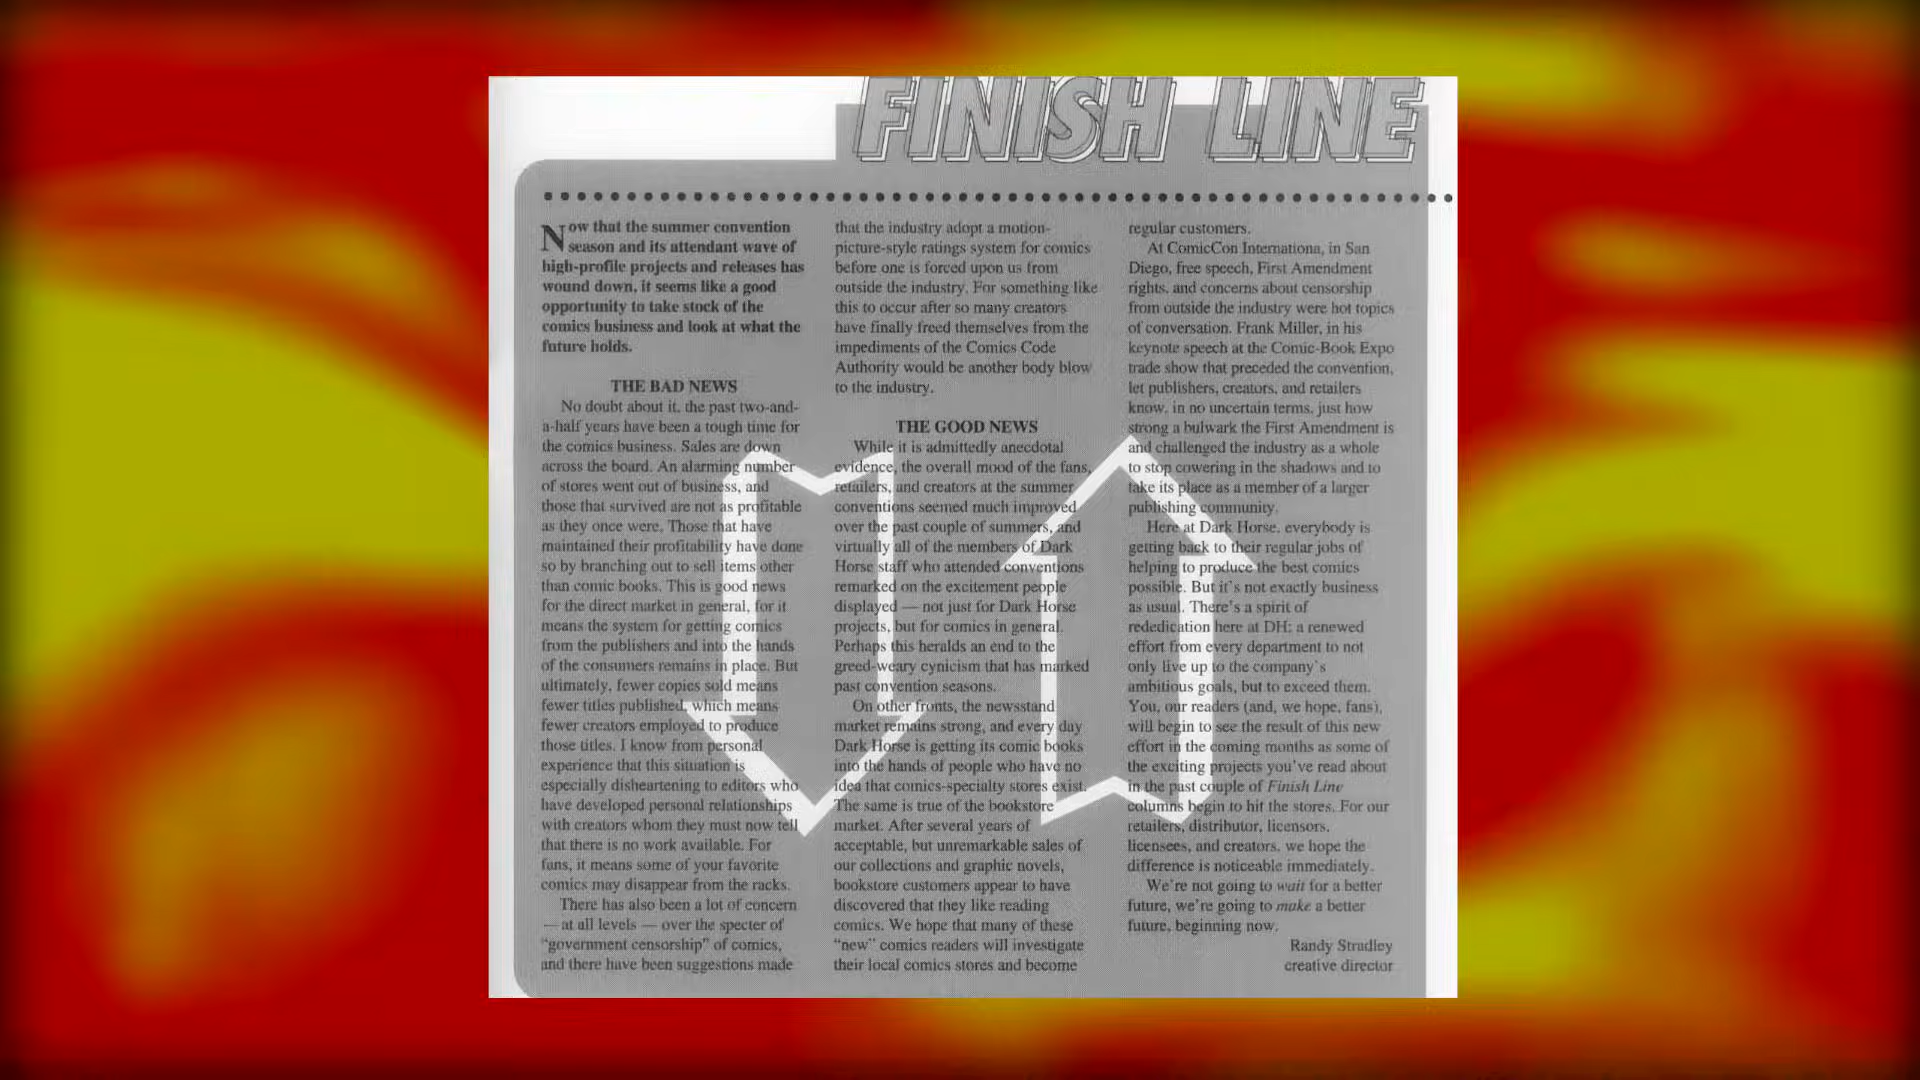 FINISH LINE
Now that the summer convention
season and its attendant wave of
high-profile projects and releases has
wound down, it seems like a good
opportunity to take stock of the
comics business and look at what the
future holds.
THE BAD NEWS
No doubt about it, the past two-and-
a-half years have been a tough time for
the comics business. Sales are down
across the board. An alarming number
of stores went out of business, and
those that survived are not as profitable
as they once were. Those that have
maintained their profitability have done
so by branching out to sell items other
than comic books. This is good news
for the direct market in general, for it
means the system for getting comics
from the publishers and into the hands
of the consumers remains in place. But
ultimately, fewer copies sold means
fewer titles published, which means
fewer creators employed to produce
those titles. I know from personal
experience that this situation is
especially disheartening to editors who
have developed personal relationships
with creators whom they must now tell
that there is no work available. For
fans, it means some of your favorite
comics may disappear from the racks.
There has also been a lot of concern
— at all levels — over the specter of
"government censorship" of comics,
and there have been suggestions made
that the industry adopt a motion-
picture-style ratings system for comics
before one is forced upon us from
outside the industry. For something like
this to occur after so many creators
have finally freed themselves from the
impediments of the Comics Code
Authority would be another body blow
to the industry.
THE GOOD NEWS
While it is admittedly anecdotal
evidence, the overall mood of the fans,
retailers, and creators at the summer
conventions seemed much improved
over the past couple of summers, and
virtually all of the members of Dark
Horse staff who attended conventions
remarked on the excitement people
displayed — not just for Dark Horse
projects, but for comics in general.
Perhaps this heralds an end to the
greed-weary cynicism that has marked
past convention seasons.
On other fronts, the newsstand
market remains strong, and every day
Dark Horse is getting its comic books
into the hands of people who have no
idea that comics-specialty stores exist.
The same is true of the bookstore
market. After several years of
acceptable, but unremarkable sales of
our collections and graphic novels,
bookstore customers appear to have
discovered that they like reading
comics. We hope that many of these
"new" comics readers will investigate
their local comics stores and become
regular customers.
At ComicCon Internationa, in San
Diego, free speech, First Amendment
rights, and concerns about censorship
from outside the industry were hot topics
of conversation. Frank Miller, in his
keynote speech at the Comic-Book Expo
trade show that preceded the convention,
let publishers, creators, and retailers
know, in no uncertain terms, just how
strong a bulwark the First Amendment is
and challenged the industry as a whole
to stop cowering in the shadows and to
take its place as a member of a larger
publishing community.
Here at Dark Horse, everybody is
getting back to their regular jobs of
helping to produce the best comics
possible. But it's not exactly business
as usual. There's a spirit of
rededication here at DH; a renewed
effort from every department to not
only live up to the company's
ambitious goals, but to exceed them.
You, our readers (and, we hope, fans),
will begin to see the result of this new
effort in the coming months as some of
the exciting projects you've read about
in the past couple of Finish Line
columns begin to hit the stores. For our
retailers, distributor, licensors,
licensees, and creators, we hope the
difference is noticeable immediately.
We're not going to wait for a better
future, we're going to make a better
future, beginning now.
Randy Stradley
creative director